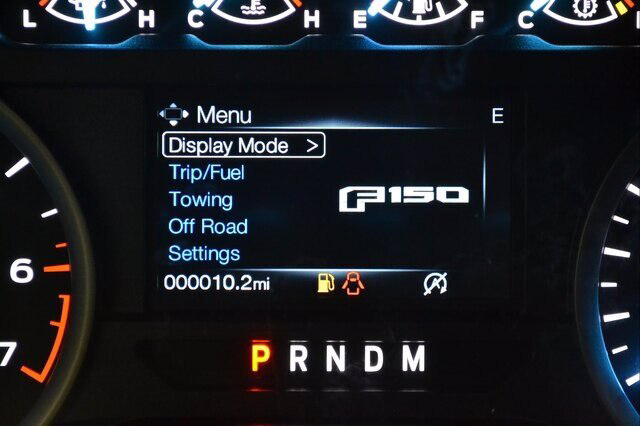 L H C H E F C
Menu E
Display Mode >
Trip/Fuel
Towing F150
Off Road
Settings
000010.2mi
6
7
P R N D M